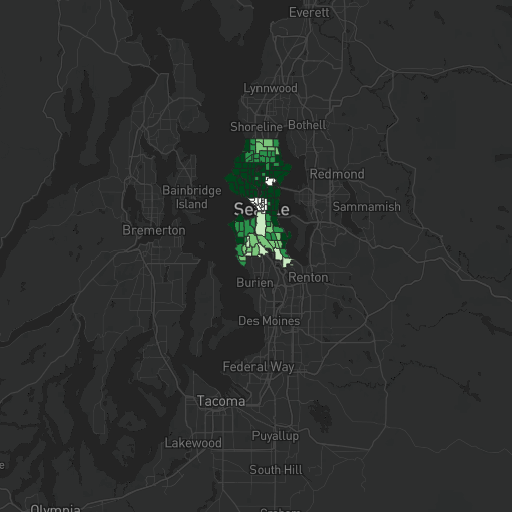 Everett
Lynnwood
Shoreline
Bothell
Redmond
Bainbridge
Island
Sammamish
Seattle
Bremerton
Renton
Burien
Des Moines
Federal Way
Tacoma
Puyallup
Lakewood
South Hill
Olympia